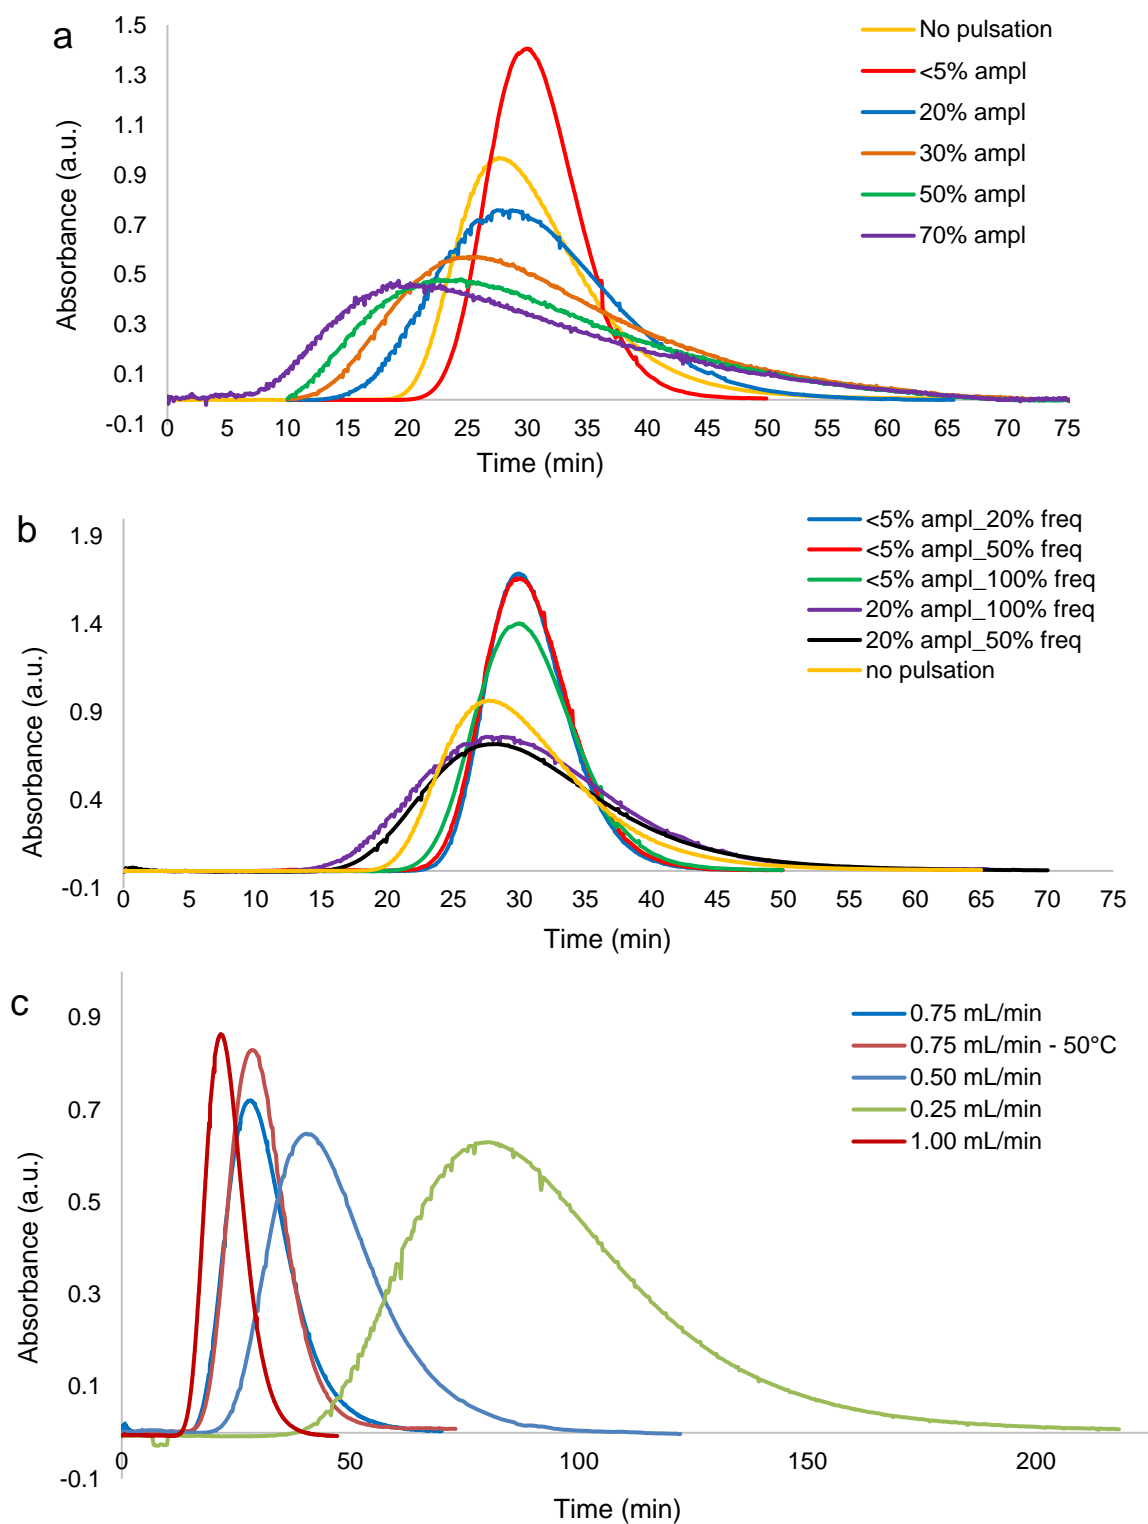 a
1.5
1.3
1.1
0.9
0.7
0.5
0.3
0.1
-0.1
Absorbance (a.u.)
No pulsation
<5% ampl
20% ampl
30% ampl
50% ampl
70% ampl
0 5 10 15 20 25 30 35 40 45 50 55 60 65 70 75
Time (min)
b
1.9
1.4
0.9
0.4
-0.1
Absorbance (a.u.)
<5% ampl_20% freq
<5% ampl_50% freq
<5% ampl_100% freq
20% ampl_100% freq
20% ampl_50% freq
no pulsation
0 5 10 15 20 25 30 35 40 45 50 55 60 65 70 75
Time (min)
c
0.9
0.7
0.5
0.3
0.1
-0.1
Absorbance (a.u.)
0.75 mL/min
0.75 mL/min - 50°C
0.50 mL/min
0.25 mL/min
1.00 mL/min
0 50 100 150 200
Time (min)